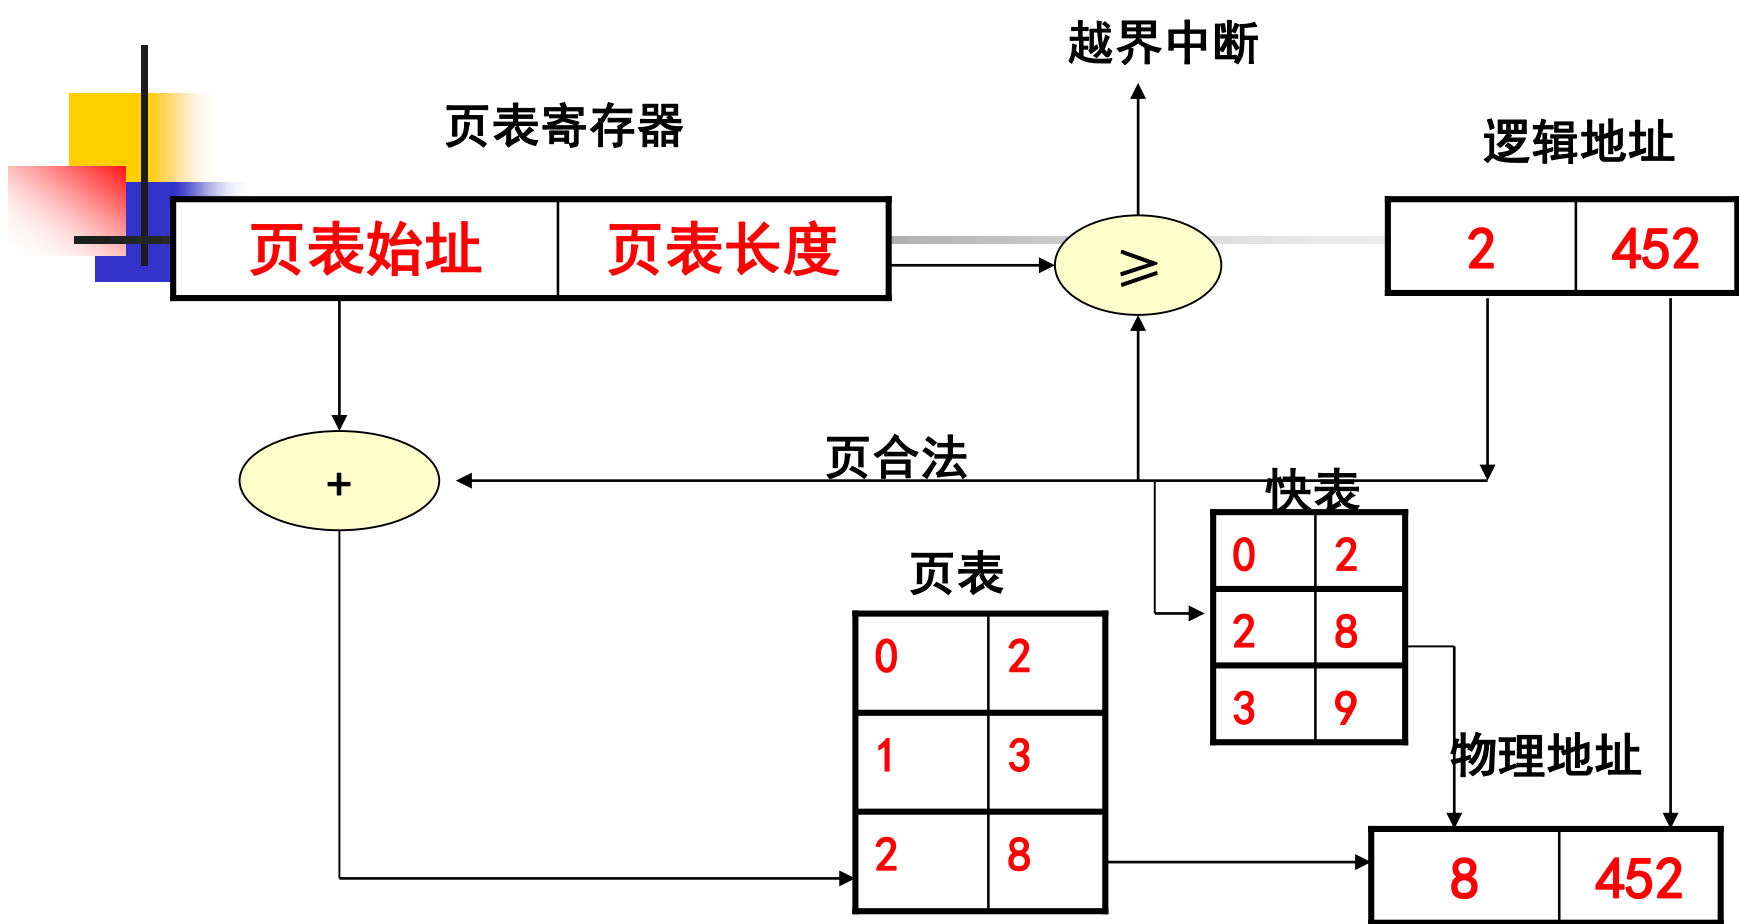 越界中断
页表寄存器
逻辑地址
页表始址 页表长度
≥
2 452
页合法
+
快表
0 2
2 8
3 9
页表
0 2
1 3
2 8
物理地址
8 452